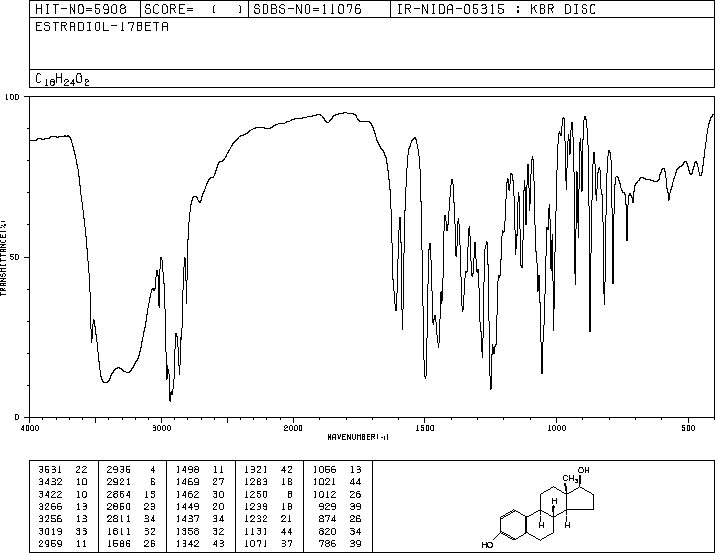 HIT-NO=5908 SCORE= ( ) SDBS-NO=11076 IR-NIDA-05315 : KBR DISC
ESTRADIOL-17BETA
C18H24O2
100
50
0
TRANSMITTANCE(%)
4000 3000 2000 1500 1000 500
WAVENUMBER(-1)
3531 22 2936 4 1498 11 1321 42 1056 13
3432 10 2921 6 1469 27 1283 18 1021 44
3422 10 2864 15 1462 30 1250 8 1012 26
3266 13 2850 29 1449 20 1239 18 929 39
3256 13 2811 34 1437 34 1232 21 874 26
3019 33 1611 32 1358 32 1131 44 820 34
2959 11 1586 26 1342 43 1071 37 786 39
OH
CH3
H
H
H
HO